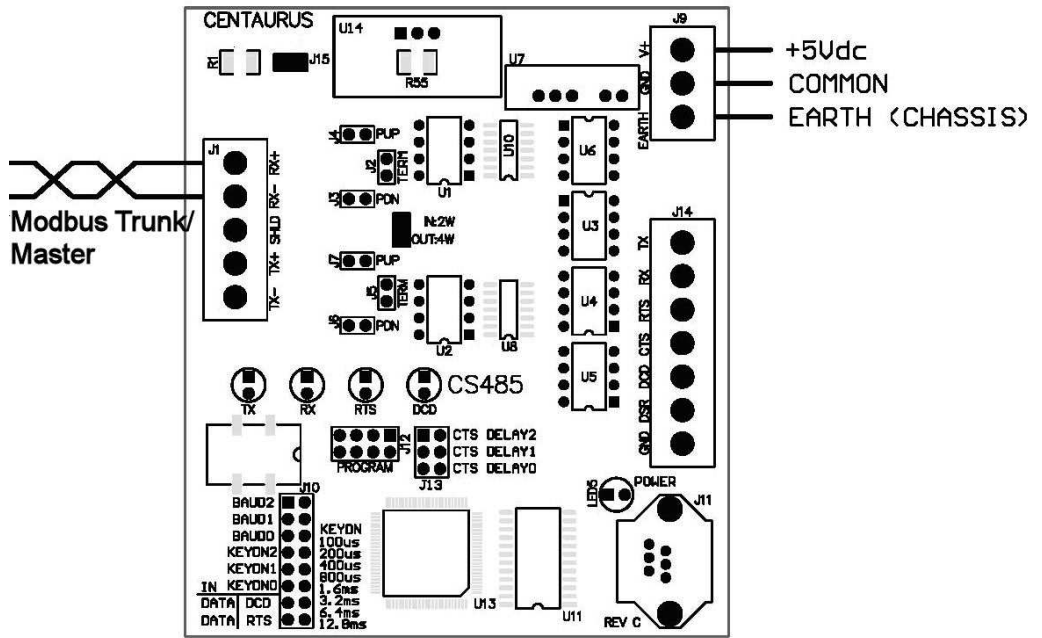 CENTAURUS
R1
J15
U14
R55
U7
J9
V+
GND
EARTH
+5Vdc
COMMON
EARTH (CHASSIS)
J1
RX+
RX-
SHLD
TX+
TX-
Modbus Trunk/
Master
J4
PUP
J2
TERM
J3
PDN
IN:2W
OUT:4W
J7
PUP
J5
TERM
J6
PDN
U1
U10
U6
U3
U2
U8
U4
U5
J14
TX
RX
RTS
CTS
DCD
DSR
GND
TX
RX
RTS
DCD
CS485
J12
PROGRAM
CTS DELAY2
CTS DELAY1
CTS DELAY0
J13
J10
BAUD2
BAUD1
BAUD0
KEYON2
KEYON1
IN KEYON0
DATA DCD
DATA RTS
KEYON
100us
200us
400us
800us
1.6ms
3.2ms
6.4ms
12.8ms
U13
U11
LED5
POWER
J11
REV C